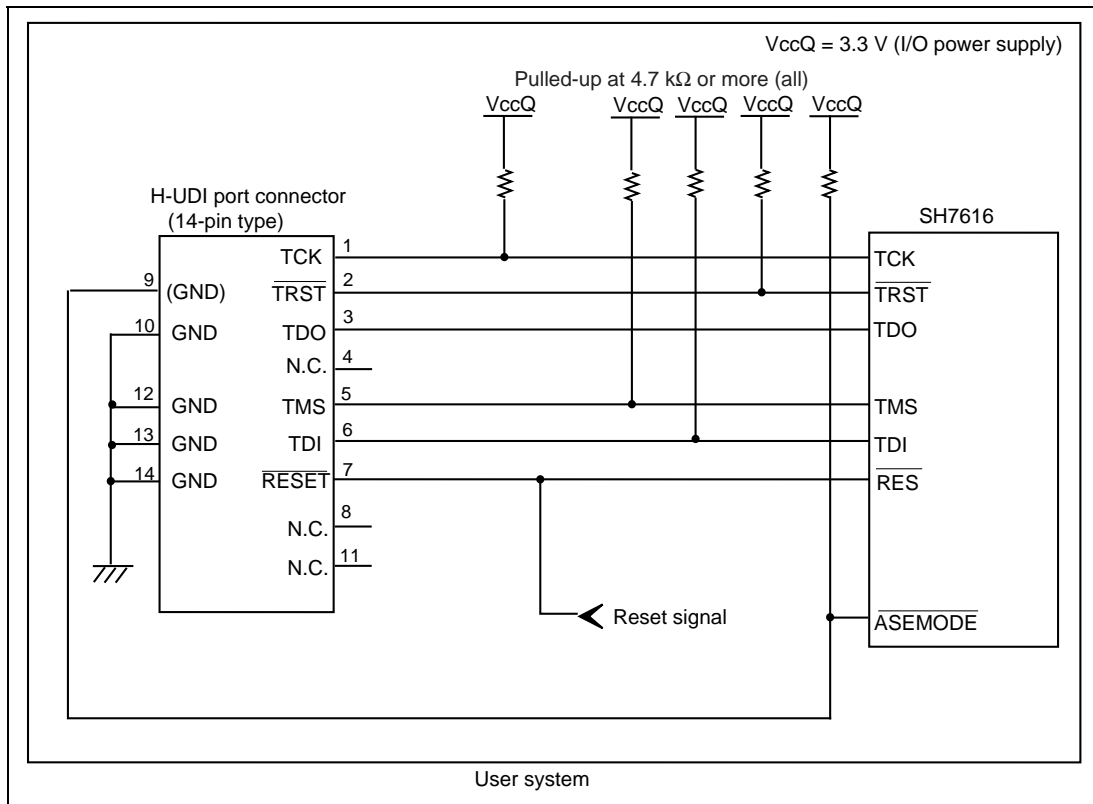 VccQ = 3.3 V (I/O power supply)
Pulled-up at 4.7 kΩ or more (all)
VccQ VccQ VccQ VccQ VccQ
H-UDI port connector
(14-pin type)
SH7616
TCK 1 TCK
9 (GND) TRST 2 TRST
10 GND TDO 3 TDO
N.C. 4
12 GND TMS 5 TMS
13 GND TDI 6 TDI
14 GND RESET 7 RES
N.C. 8
N.C. 11
Reset signal
ASEMODE
User system